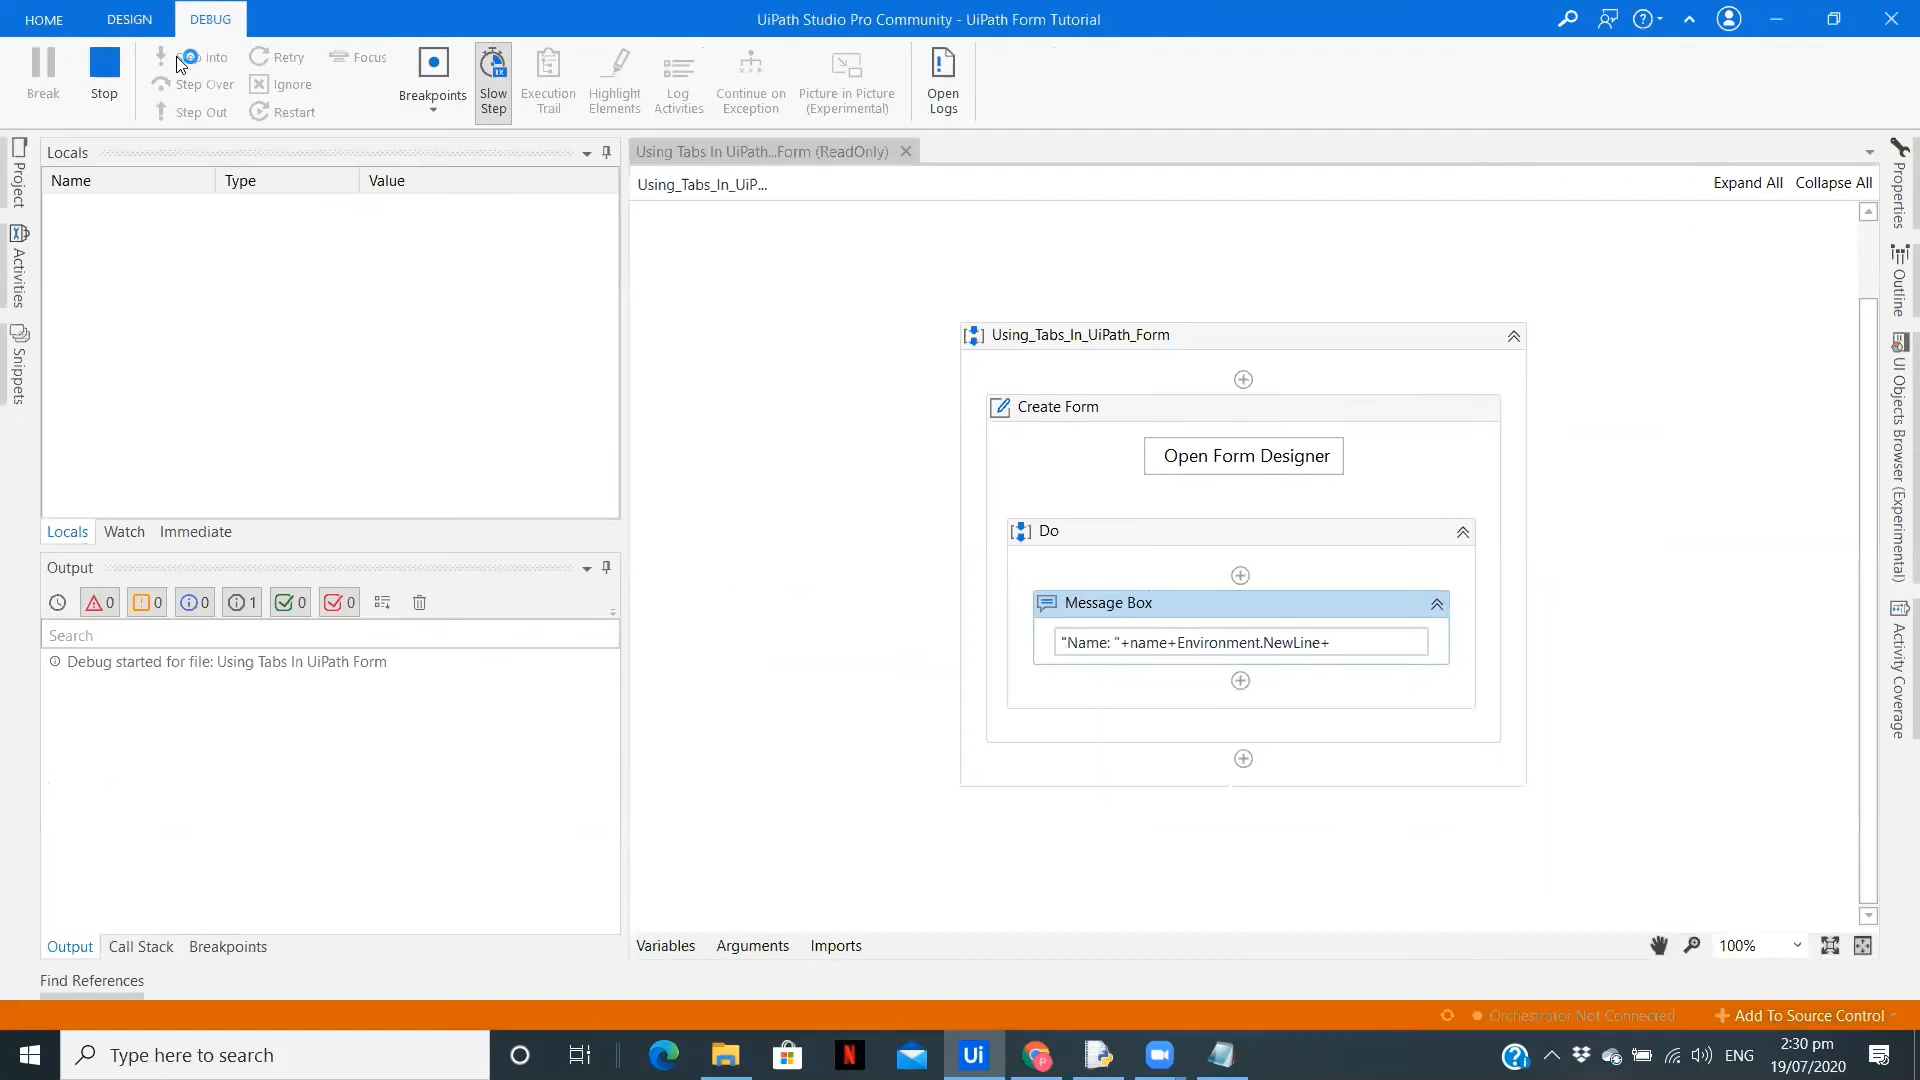 HOME
DESIGN
DEBUG
UiPath Studio Pro Community - UiPath Form Tutorial
Break
Stop
Into
Step Over
Step Out
Retry
Ignore
Restart
Focus
Breakpoints
Slow Step
1X
Execution Trail
Highlight Elements
Log Activities
Continue on Exception
Picture in Picture (Experimental)
Open Logs
Project
Activities
Snippets
Locals
Name
Type
Value
Locals
Watch
Immediate
Output
0
0
0
1
0
0
Search
Debug started for file: Using Tabs In UiPath Form
Output
Call Stack
Breakpoints
Find References
Using Tabs In UiPath...Form (ReadOnly)
Using_Tabs_In_UiP...
Expand All
Collapse All
Using_Tabs_In_UiPath_Form
Create Form
Open Form Designer
Do
Message Box
"Name: "+name+Environment.NewLine+
Variables
Arguments
Imports
100%
Properties
Outline
UI Objects Browser (Experimental)
Activity Coverage
Orchestrator Not Connected
Add To Source Control
Type here to search
N
Ui
P
ENG
2:30 pm
19/07/2020